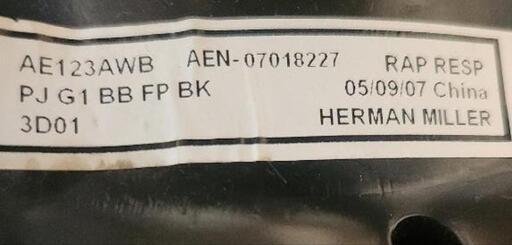 AE123AWB AEN-07018227 RAP RESP
PJ G1 BB FP BK 05/09/07 China
3D01 HERMAN MILLER